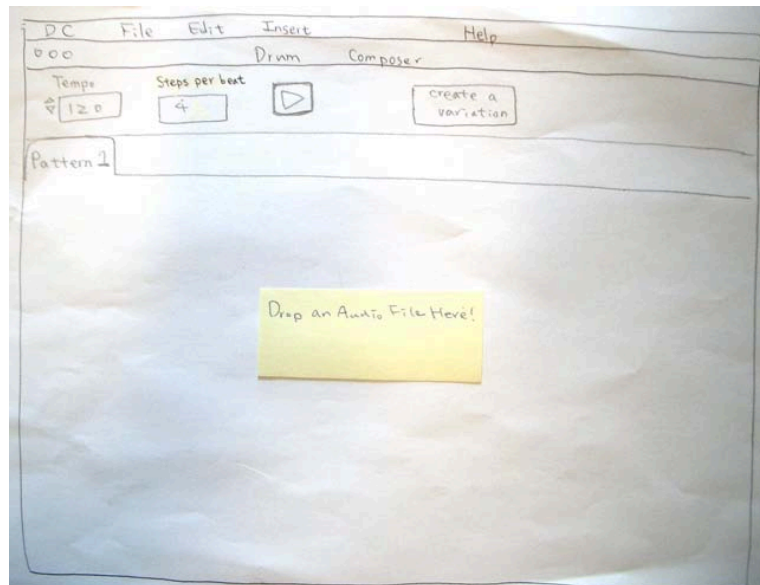 DC File Edit Insert Help
Drum Composer
Tempo Steps per beat
120 4 create a
variation
Pattern 1
Drop an Audio File Here!